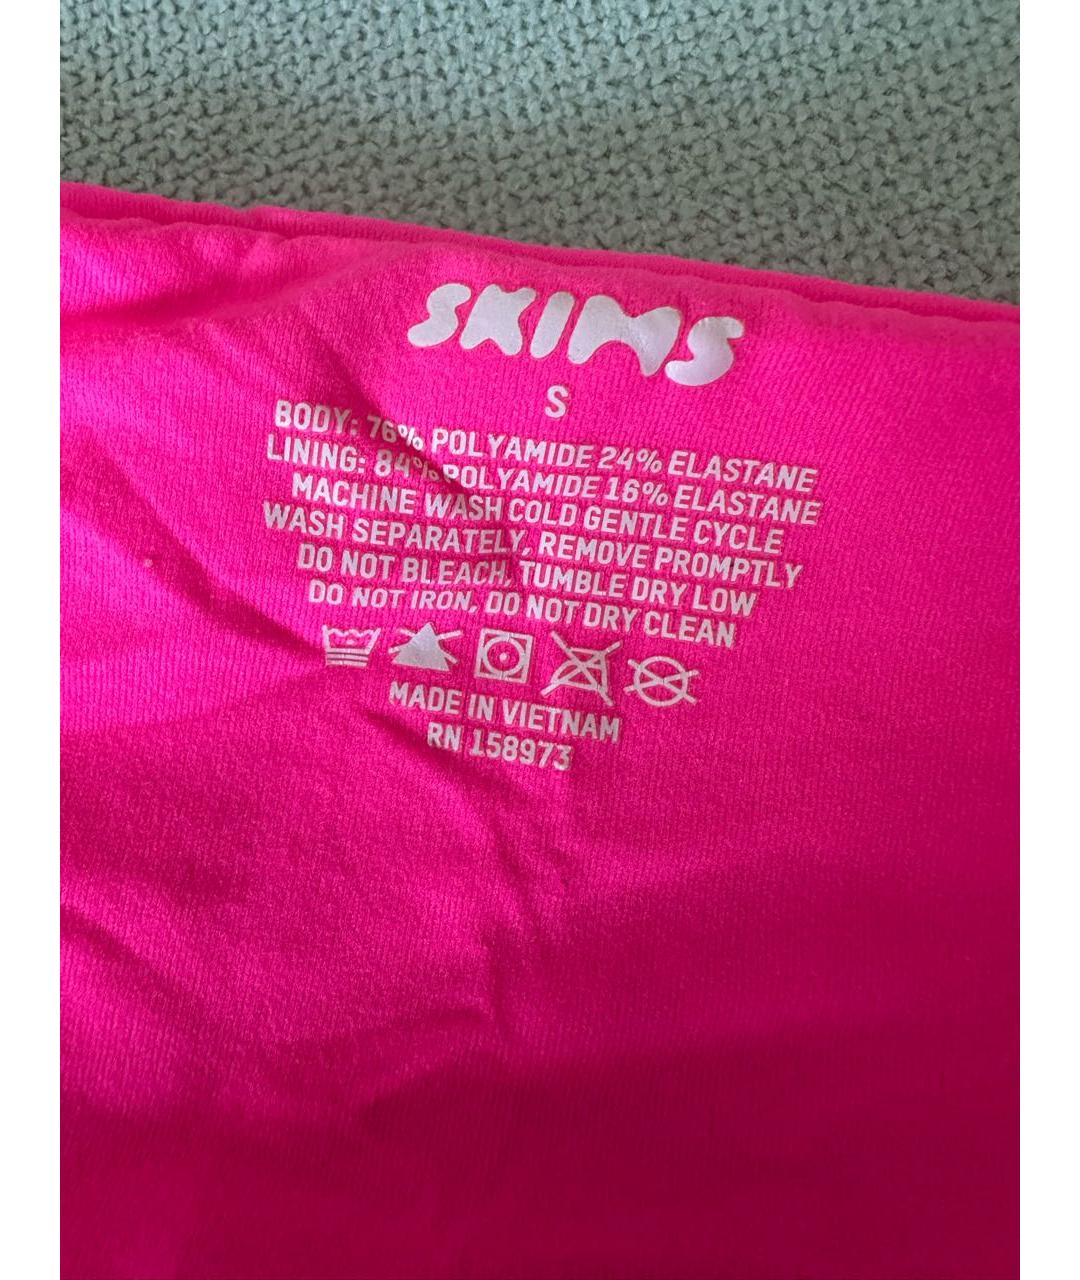 SKIMS
S
BODY: 76% POLYAMIDE 24% ELASTANE
LINING: 84% POLYAMIDE 16% ELASTANE
MACHINE WASH COLD GENTLE CYCLE
WASH SEPARATELY, REMOVE PROMPTLY
DO NOT BLEACH, TUMBLE DRY LOW
DO NOT IRON, DO NOT DRY CLEAN
MADE IN VIETNAM
RN 158973